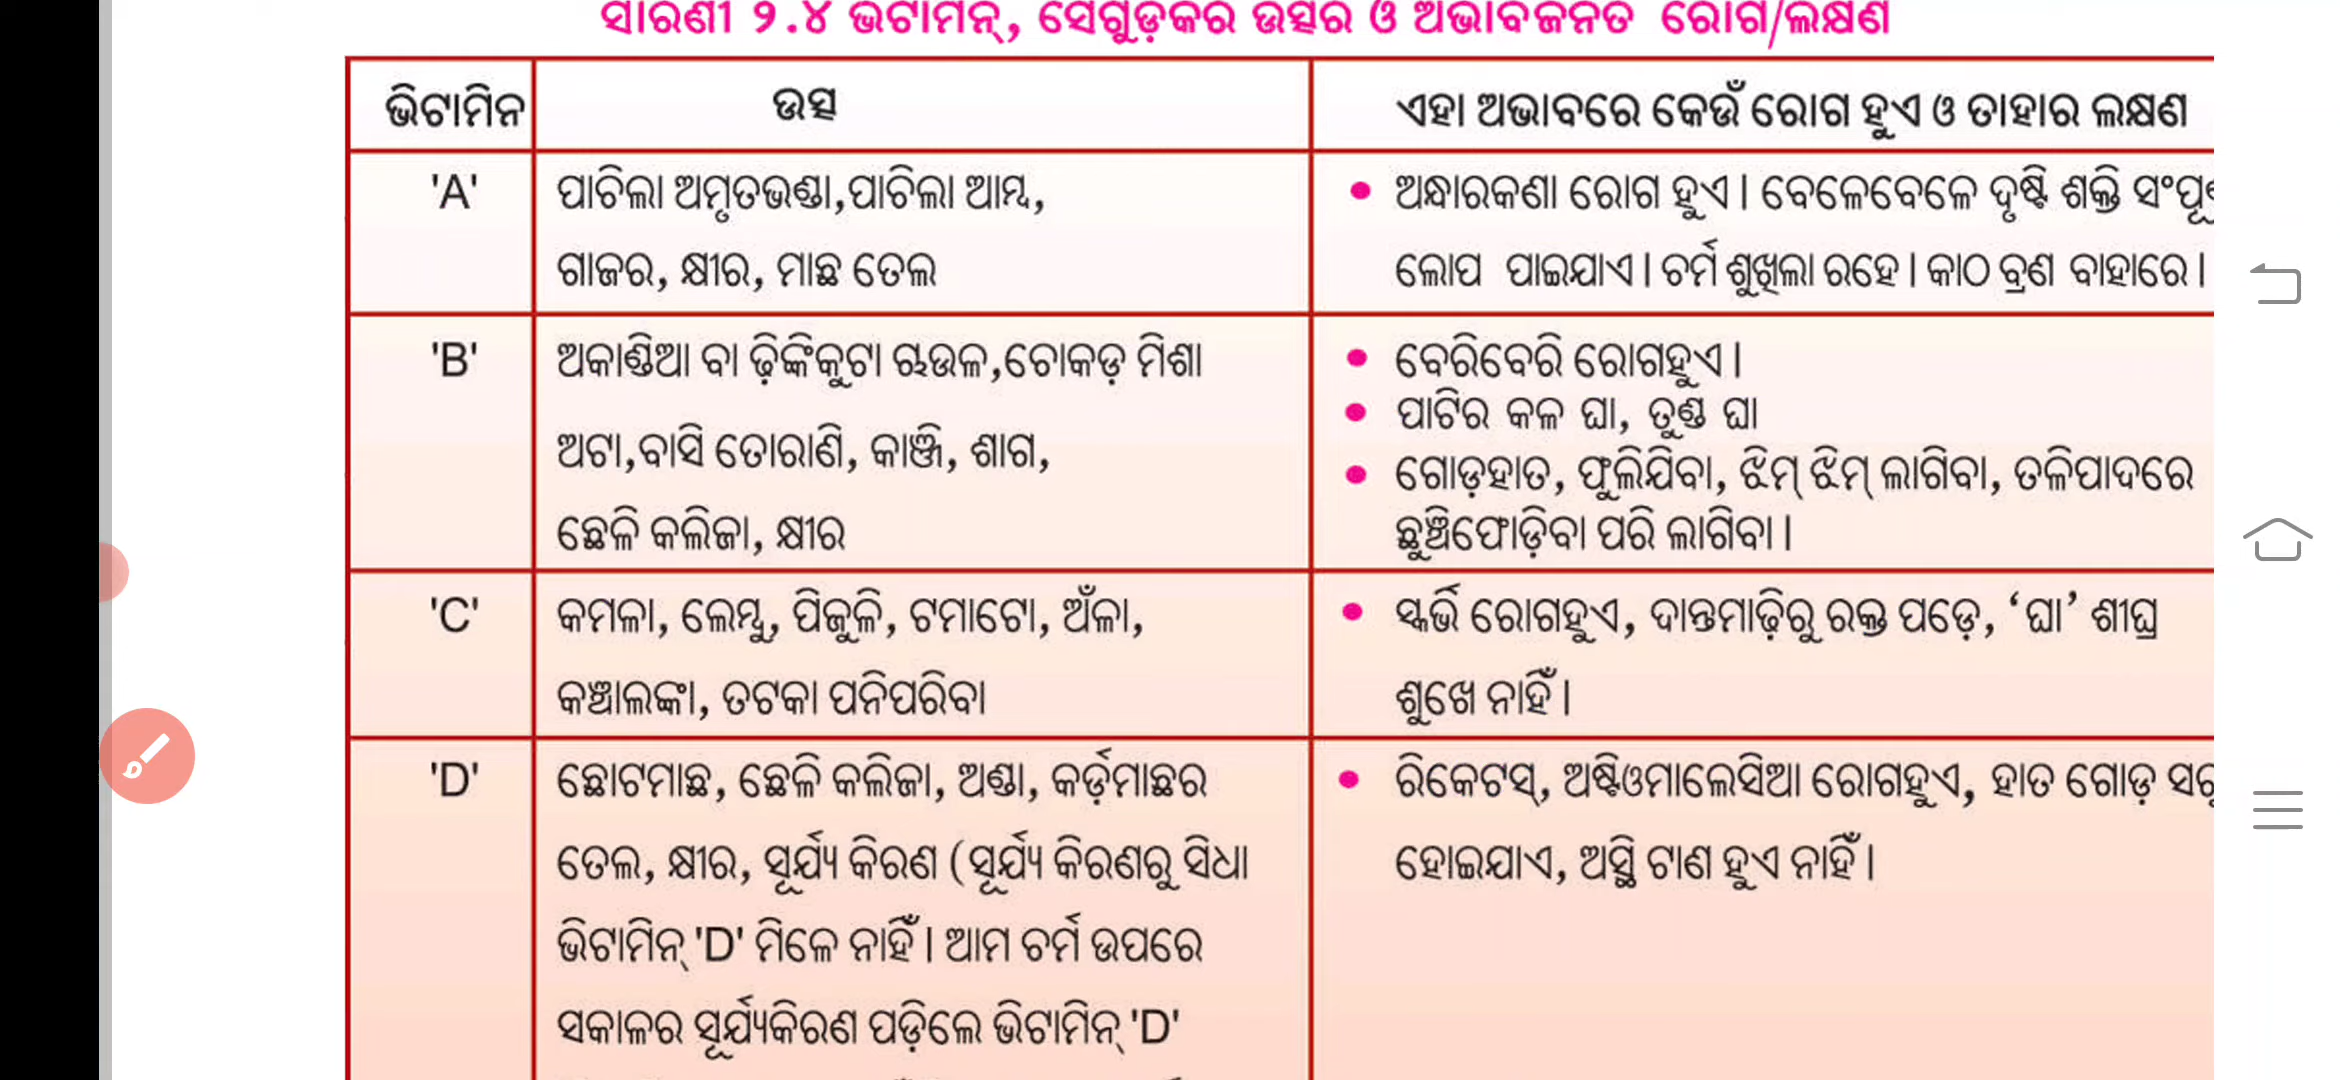 ସାରଣୀ ୨.୪ ଭିଟାମିନ୍, ସେଗୁଡ଼ିକର ଉତ୍ସର ଓ ଅଭାବଜନିତ ରୋଗ/ଲକ୍ଷଣ
ଭିଟାମିନ ଉତ୍ସ ଏହା ଅଭାବରେ କେଉଁ ରୋଗ ହୁଏ ଓ ତାହାର ଲକ୍ଷଣ
'A'
ପାଚିଲା ଅମୃତଭଣ୍ଡା,ପାଚିଲା ଆମ୍ବ,
ଗାଜର, କ୍ଷୀର, ମାଛ ତେଲ
• ଅନ୍ଧାରକଣା ରୋଗ ହୁଏ। ବେଳେବେଳେ ଦୃଷ୍ଟି ଶକ୍ତି
ଲୋପ ପାଇଯାଏ। ଚର୍ମ ଶୁଖିଲା ରହେ। କାଠ ବ୍ରଣ ବାହାରେ।
'B'
ଅକାଣ୍ଡିଆ ବା ଢ଼ିଙ୍କିକୁଟା ଚାଉଳ,ଚୋକଡ଼ ମିଶା
ଅଟା,ବାସି ତୋରାଣି, କାଞ୍ଜି, ଶାଗ,
ଛେଳି କଲିଜା, କ୍ଷୀର
• ବେରିବେରି ରୋଗହୁଏ।
• ପାଟିର କଳ ଘା, ତୁଣ୍ଡ ଘା
• ଗୋଡ଼ହାତ, ଫୁଲିଯିବା, ଝିମ୍ ଝିମ୍ ଲାଗିବା, ତଳିପାଦରେ
ଛୁଞ୍ଚିଫୋଡ଼ିବା ପରି ଲାଗିବା।
'C'
କମଳା, ଲେମ୍ବୁ, ପିଜୁଳି, ଟମାଟୋ, ଅଁଳା,
କଞ୍ଚାଲଙ୍କା, ତଟକା ପନିପରିବା
• ସ୍କର୍ଭି ରୋଗହୁଏ, ଦାନ୍ତମାଢ଼ିରୁ ରକ୍ତ ପଡ଼େ, ‘ଘା’ ଶୀଘ୍ର
ଶୁଖେ ନାହିଁ।
'D'
ଛୋଟମାଛ, ଛେଳି କଲିଜା, ଅଣ୍ଡା, କର୍ଡ଼ମାଛର
ତେଲ, କ୍ଷୀର, ସୂର୍ଯ୍ୟ କିରଣ (ସୂର୍ଯ୍ୟ କିରଣରୁ ସିଧା
ଭିଟାମିନ୍ 'D' ମିଳେ ନାହିଁ। ଆମ ଚର୍ମ ଉପରେ
ସକାଳର ସୂର୍ଯ୍ୟକିରଣ ପଡ଼ିଲେ ଭିଟାମିନ୍ 'D'
• ରିକେଟସ୍, ଅଷ୍ଟିଓମାଲେସିଆ ରୋଗହୁଏ, ହାତ ଗୋଡ଼
ହୋଇଯାଏ, ଅସ୍ଥି ଟାଣ ହୁଏ ନାହିଁ।